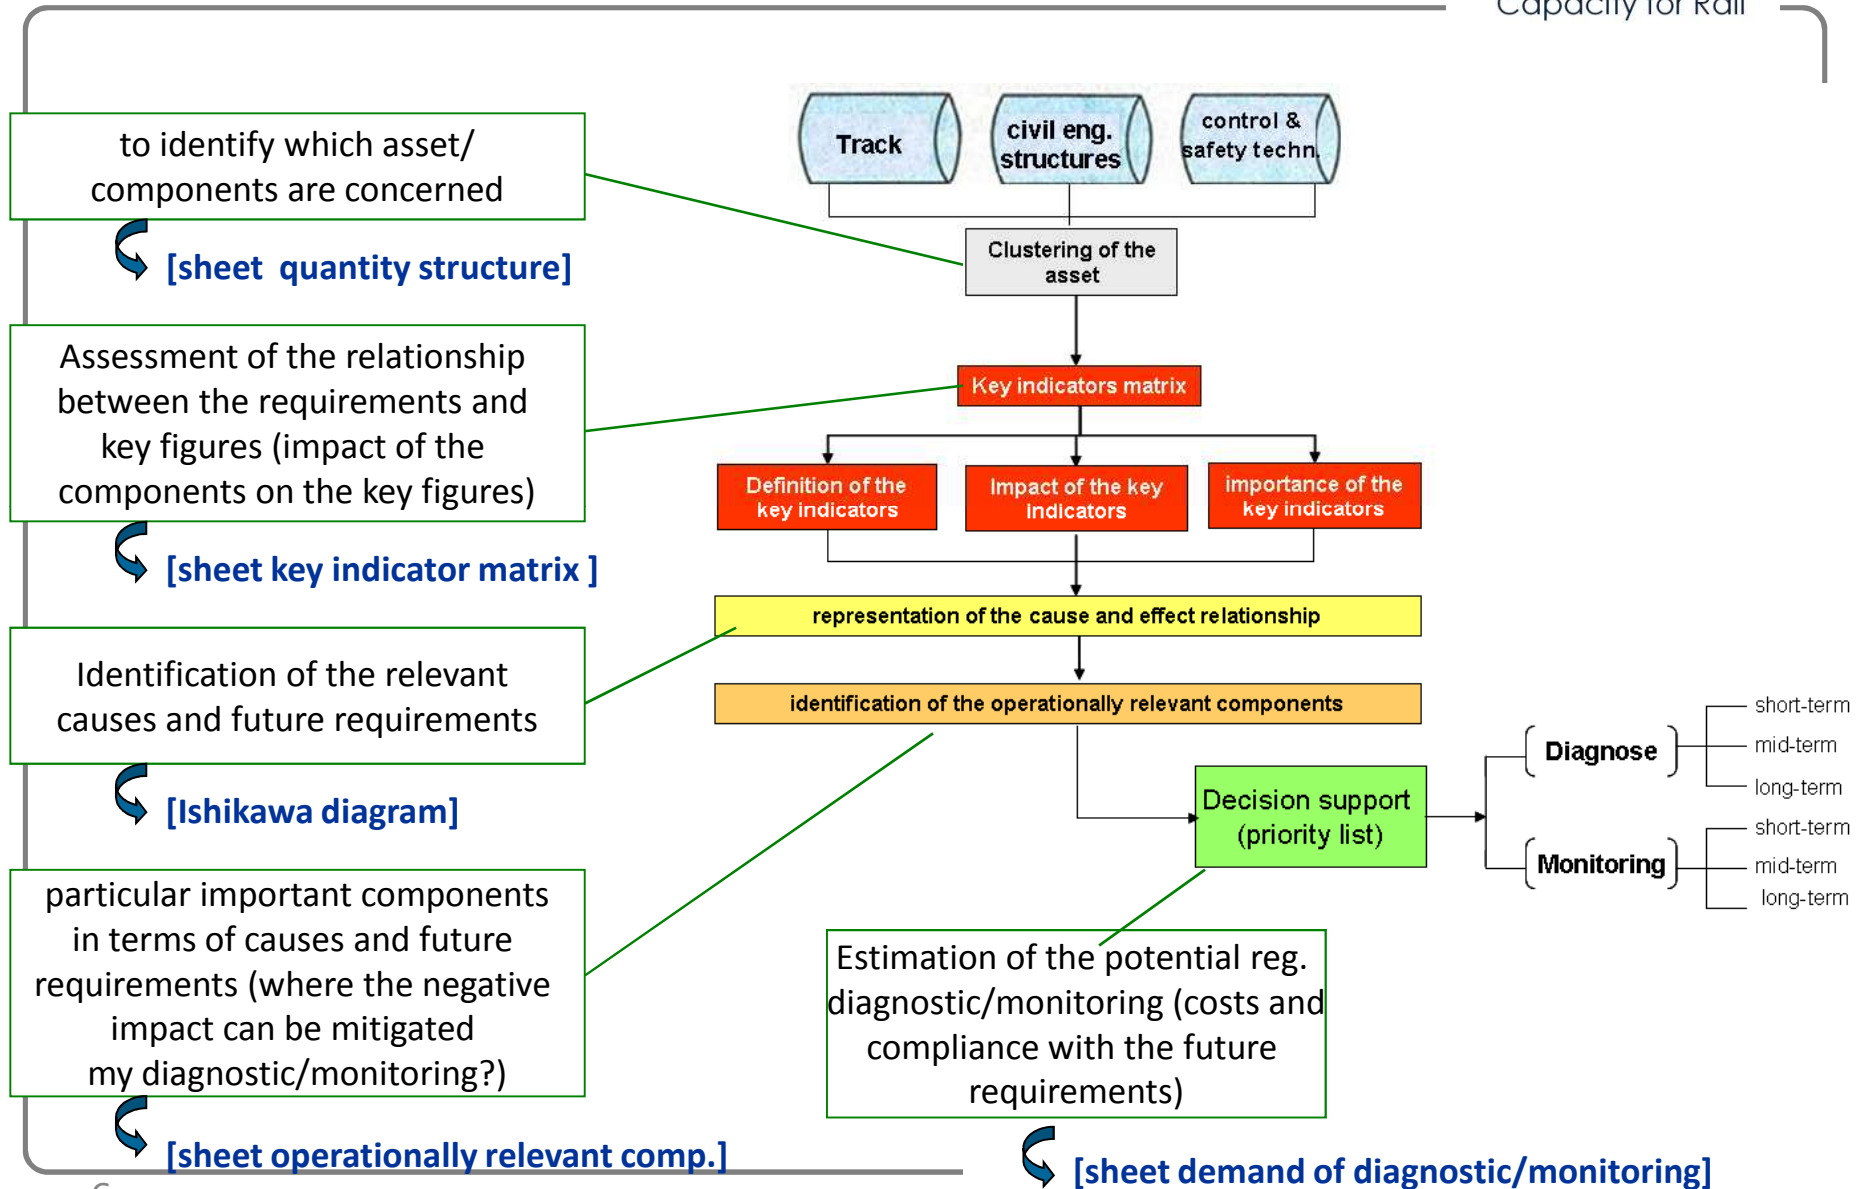 Capacity for Rail
to identify which asset/
components are concerned
[sheet quantity structure]
Assessment of the relationship
between the requirements and
key figures (impact of the
components on the key figures)
[sheet key indicator matrix ]
Identification of the relevant
causes and future requirements
[Ishikawa diagram]
particular important components
in terms of causes and future
requirements (where the negative
impact can be mitigated
my diagnostic/monitoring?)
[sheet operationally relevant comp.]
Track
civil eng.
structures
control &
safety techn.
Clustering of the
asset
Key indicators matrix
Definition of the
key indicators
Impact of the key
Indicators
importance of the
key indicators
representation of the cause and effect relationship
identification of the operationally relevant components
Decision support
(priority list)
Diagnose
short-term
mid-term
long-term
Monitoring
short-term
mid-term
long-term
Estimation of the potential reg.
diagnostic/monitoring (costs and
compliance with the future
requirements)
[sheet demand of diagnostic/monitoring]